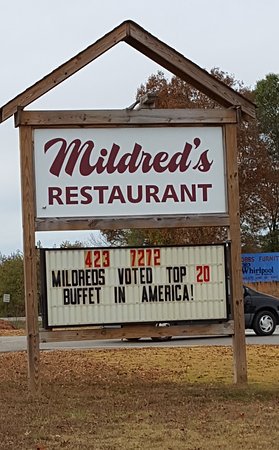 Mildred's
RESTAURANT
423 7272
MILDREDS VOTED TOP 20
BUFFET IN AMERICA!
Whirlpool